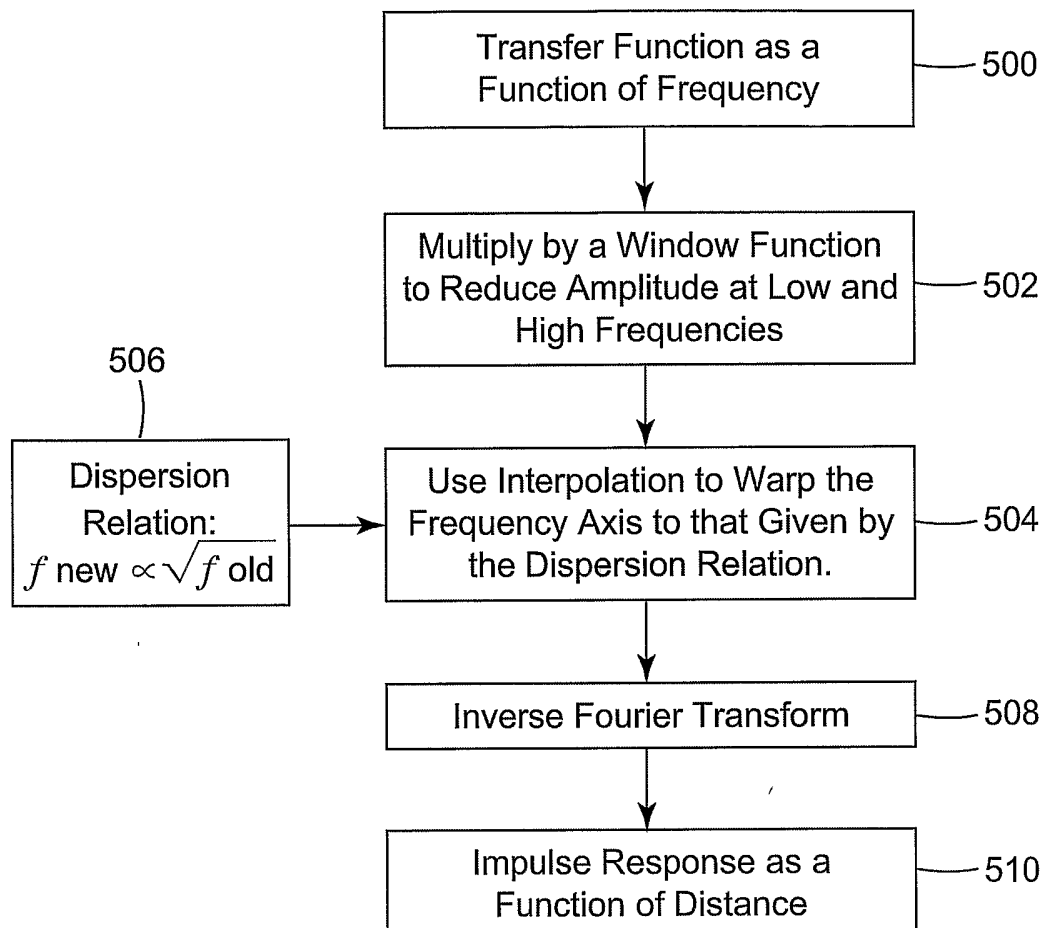 Transfer Function as a
Function of Frequency
500
Multiply by a Window Function
to Reduce Amplitude at Low and
High Frequencies
502
506
Dispersion
Relation:
f new ∝ √f old
Use Interpolation to Warp the
Frequency Axis to that Given by
the Dispersion Relation.
504
Inverse Fourier Transform
508
Impulse Response as a
Function of Distance
510